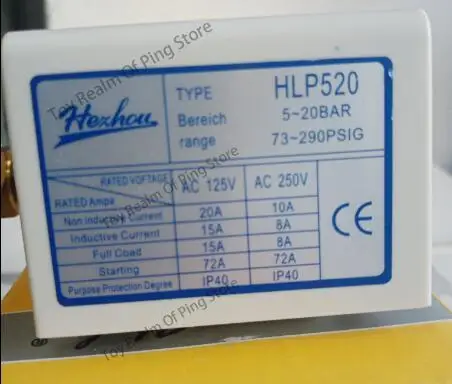 Hezhou
TYPE HLP520
Bereich 5~20BAR
range 73~290PSIG
RATED VOFTAGE AC 125V AC 250V
RATED Amps
Non Inductive Current 20A 10A
Inductive Current 15A 8A
Full Coad 15A 8A
Starting 72A 72A
Purpose Protection Degree IP40 IP40
CE
Toy Realm Of Ping Store
Toy Realm Of Ping Store
Toy Realm Of Ping Store
Toy Realm Of Ping Store